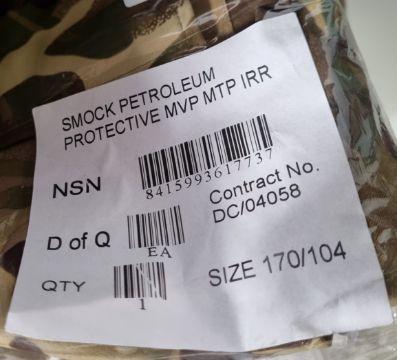 SMOCK PETROLEUM
PROTECTIVE MVP MTP IRR
NSN
8415993617737
Contract No.
DC/04058
D of Q
EA
QTY
1
SIZE 170/104